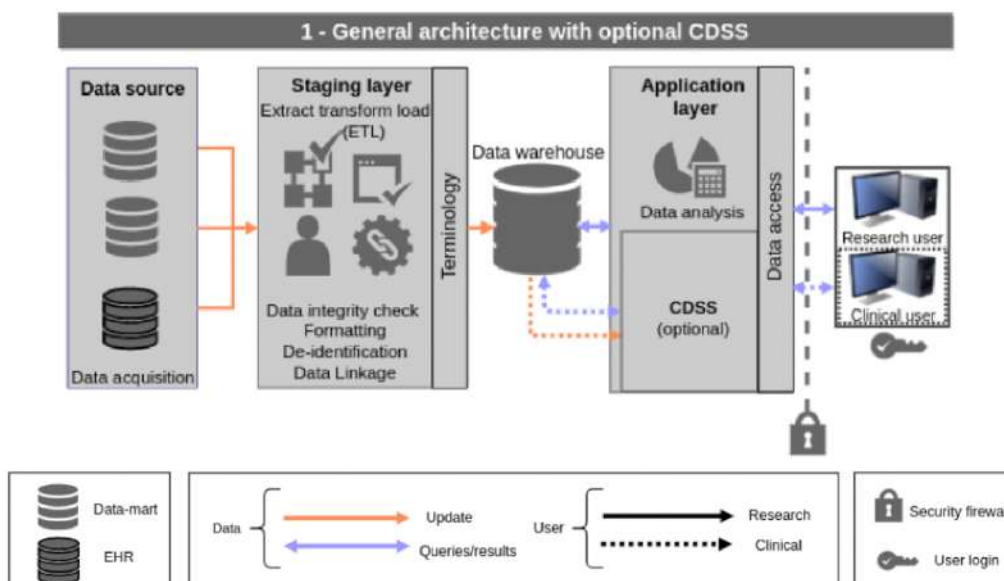 1 - General architecture with optional CDSS
Data source
Data acquisition
Staging layer
Extract transform load
(ETL)
Data integrity check
Formatting
De-identification
Data Linkage
Terminology
Data warehouse
Application
layer
Data analysis
CDSS
(optional)
Data access
Research user
Clinical user
Data-mart
EHR
Data
Update
Queries/results
User
Research
Clinical
Security firewa
User login